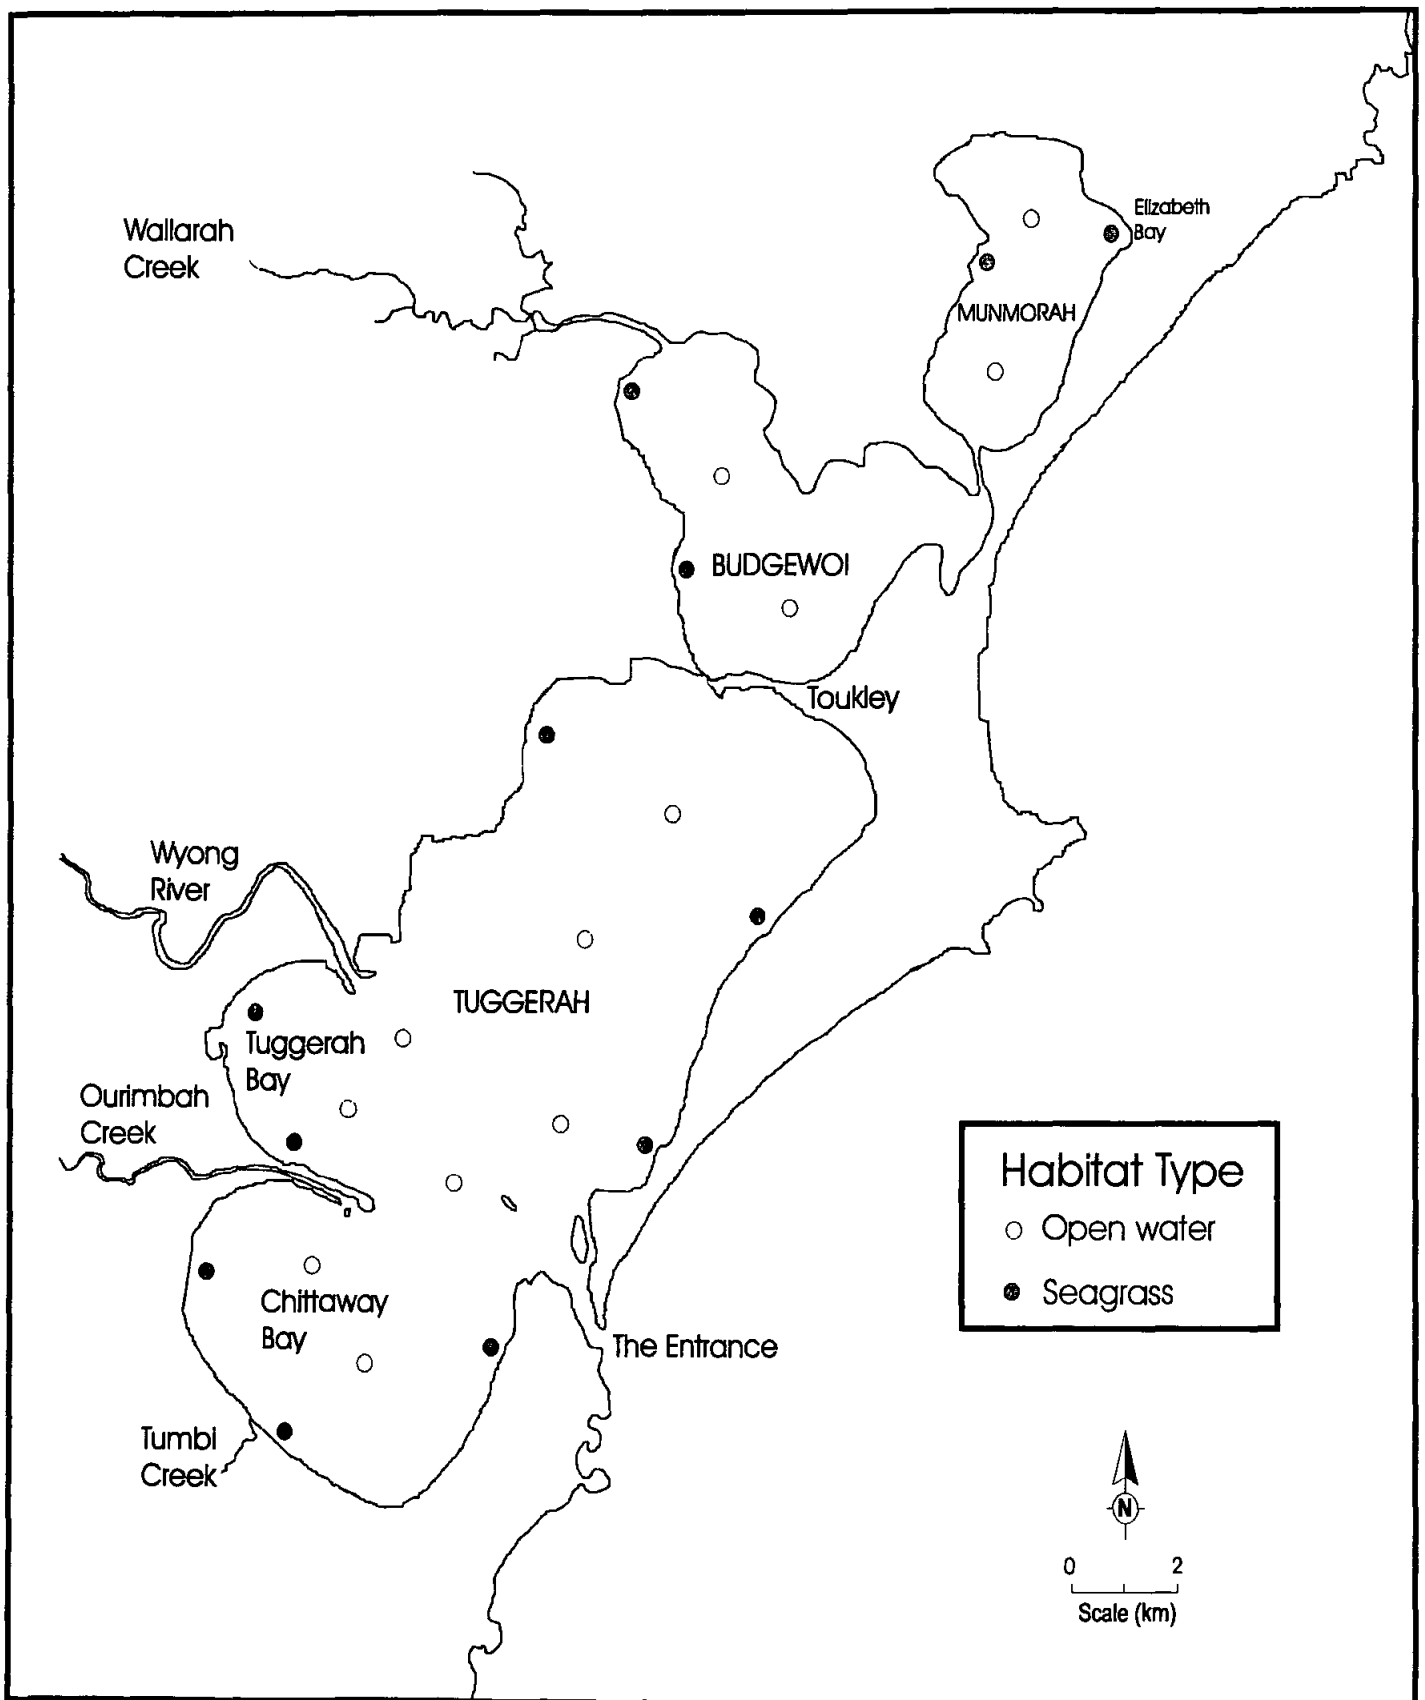 Elizabeth
Bay
Wallarah
Creek
MUNMORAH
BUDGEWOI
Toukley
Wyong
River
TUGGERAH
Tuggerah
Bay
Ourimbah
Creek
Habitat Type
Open water
Seagrass
Chittaway
Bay
The Entrance
Tumbi
Creek
N
0 2
Scale (km)